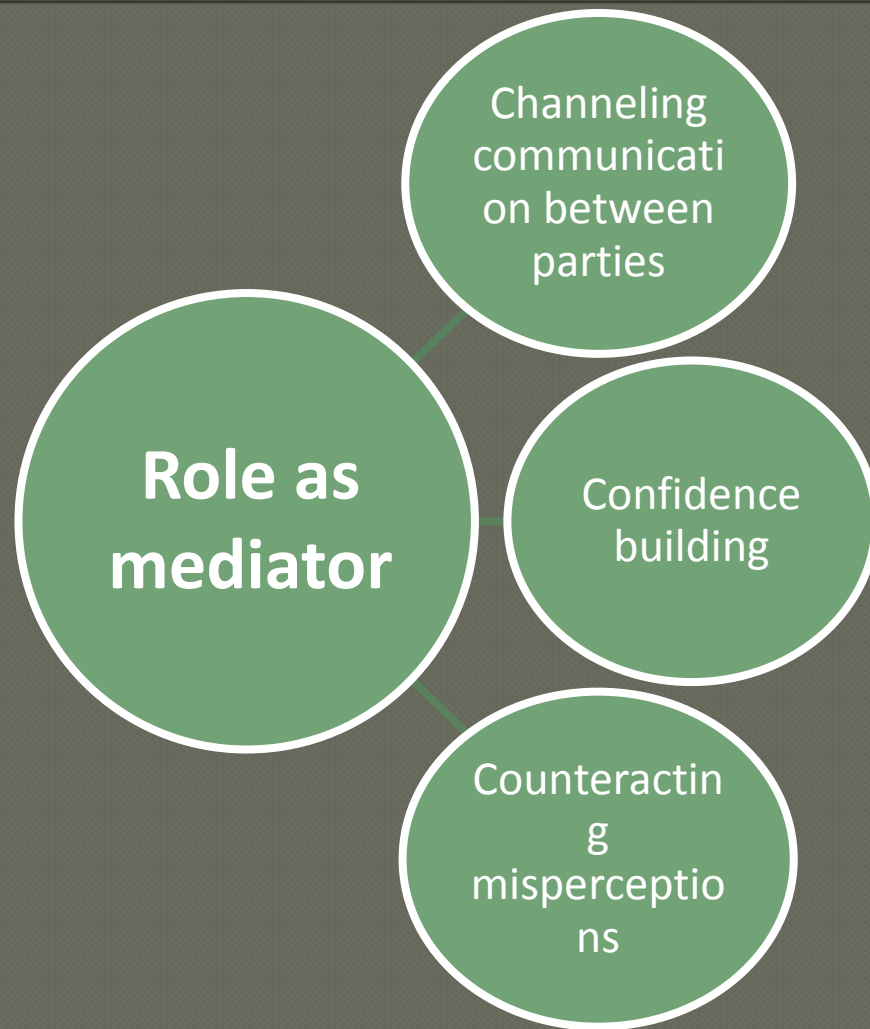 Channeling
communicati
on between
parties
Role as
mediator
Confidence
building
Counteractin
g
misperceptio
ns